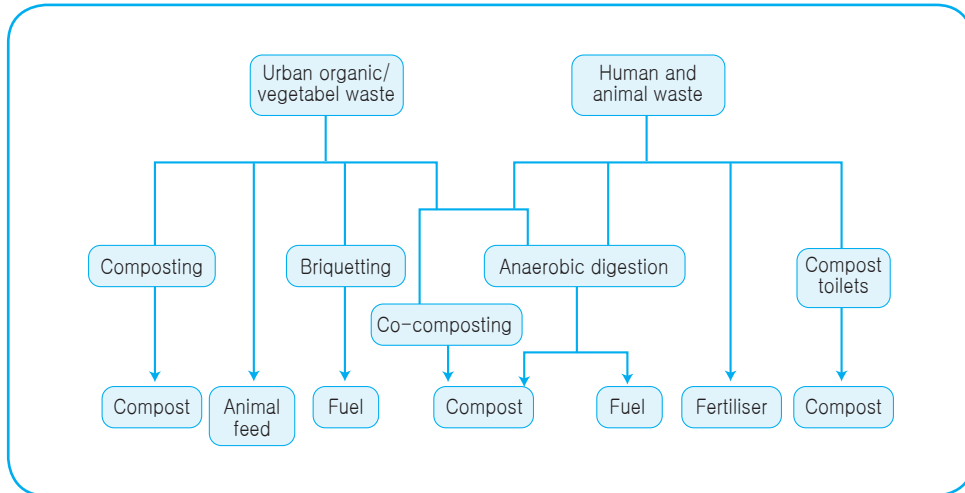 Urban organic/
vegetabel waste
Human and
animal waste
Composting
Briquetting
Anaerobic digestion
Compost
toilets
Co-composting
Compost
Animal
feed
Fuel
Compost
Fuel
Fertiliser
Compost